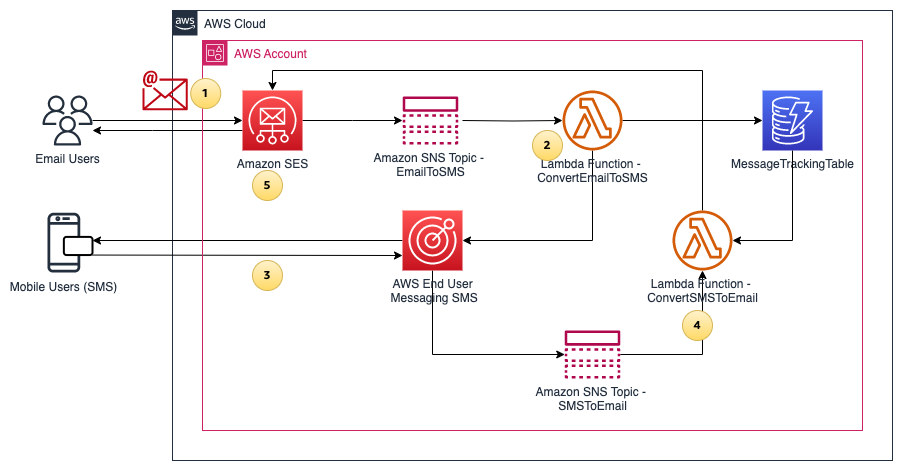 aws
AWS Cloud
AWS Account
@
1
Email Users
Amazon SES
Amazon SNS Topic -
EmailToSMS
2
Lambda Function -
ConvertEmailToSMS
MessageTrackingTable
5
Mobile Users (SMS)
3
AWS End User
Messaging SMS
Lambda Function -
ConvertSMSToEmail
4
Amazon SNS Topic -
SMSToEmail